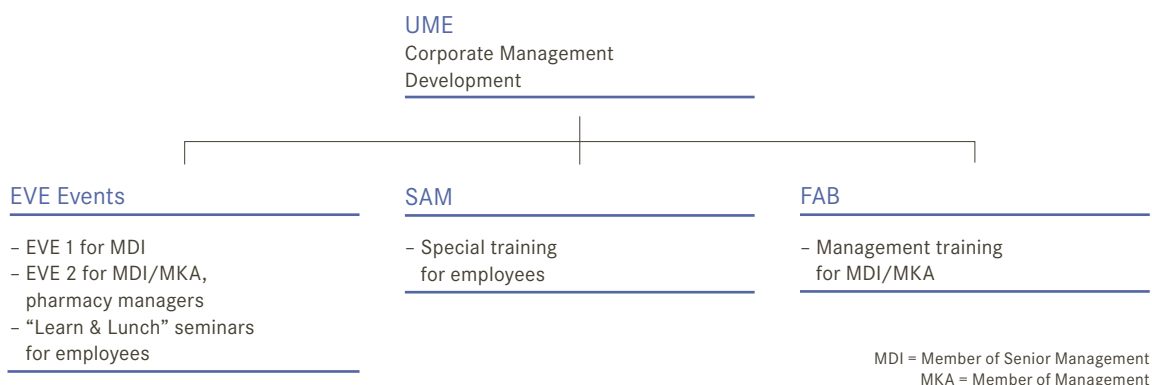 UME
Corporate Management
Development
EVE Events
– EVE 1 for MDI
– EVE 2 for MDI/MKA,
pharmacy managers
– “Learn & Lunch” seminars
for employees
SAM
– Special training
for employees
FAB
– Management training
for MDI/MKA
MDI = Member of Senior Management
MKA = Member of Management